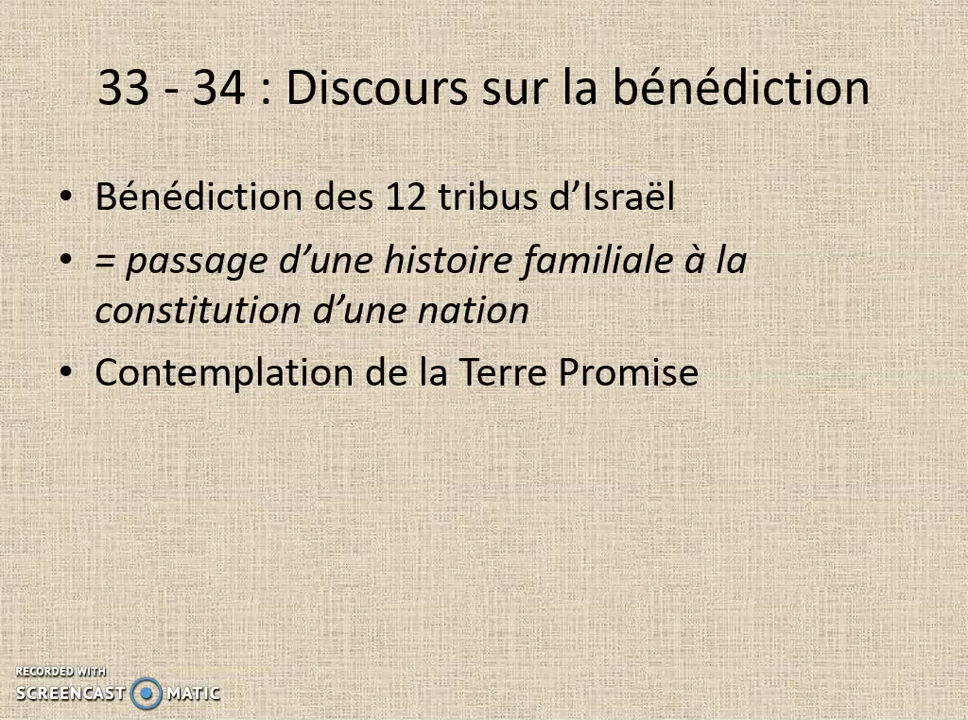 33 - 34 : Discours sur la bénédiction
• Bénédiction des 12 tribus d’Israël
• = passage d’une histoire familiale à la
constitution d’une nation
• Contemplation de la Terre Promise
RECORDED WITH
SCREENCAST MATIC